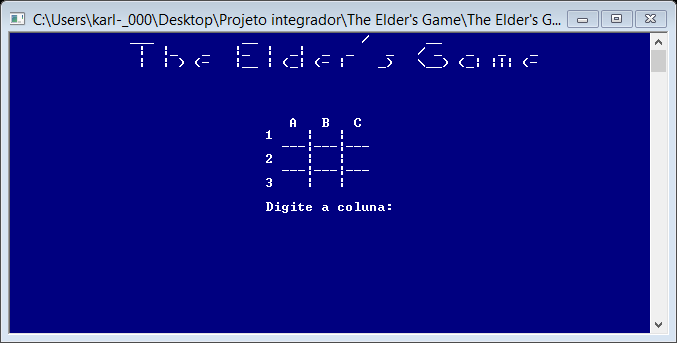 C:\Users\karl-_000\Desktop\Projeto integrador\The Elder's Game\The Elder's G...
The Elder's Game
A B C
1
2
3
Digite a coluna: